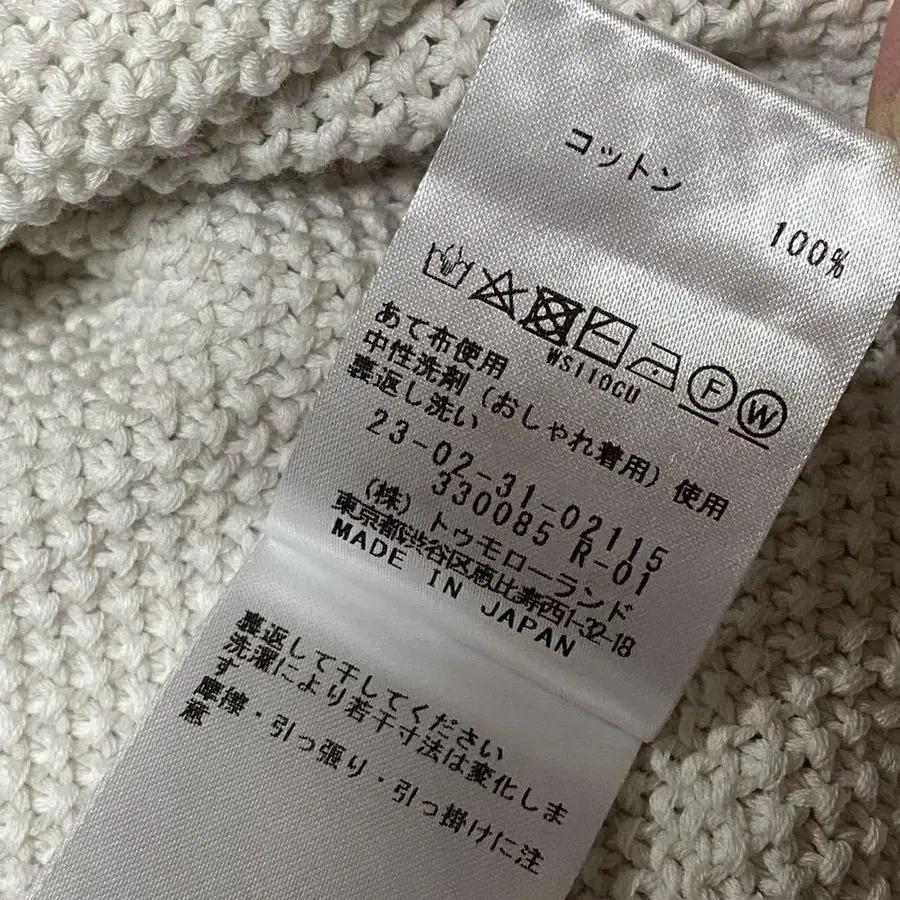 コットン
100%
WS110CU
F W
あて布使用
中性洗剤(おしゃれ着用)使用
裏返し洗い
23-02-31-02115
330085 R-01
(株)トゥモローランド
東京都渋谷区恵比寿西1-32-18
MADE IN JAPAN
裏返して干してください
洗濯により若干寸法は変化しま
す
摩擦・引っ張り・引っ掛けに注
意